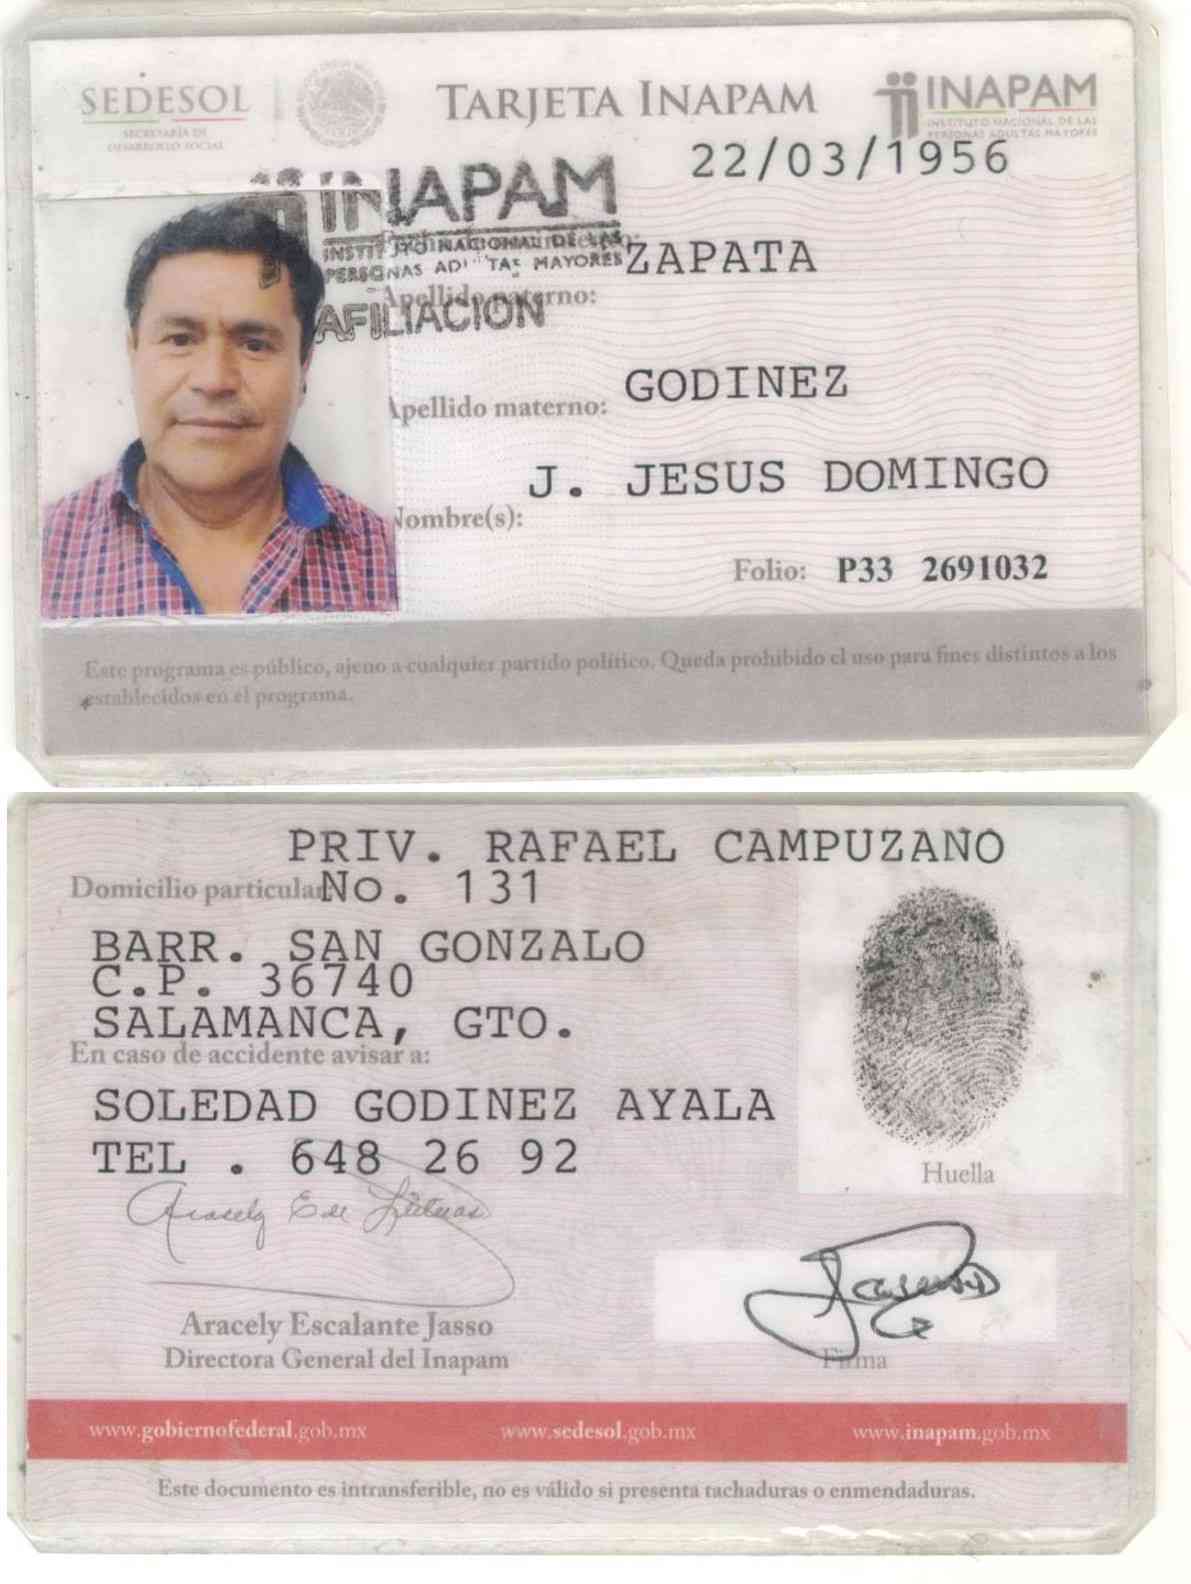 SEDESOL
SECRETARÍA DE
DESARROLLO SOCIAL
TARJETA INAPAM
INAPAM
INSTITUTO NACIONAL DE LAS
PERSONAS ADULTAS MAYORES
22/03/1956
INAPAM
INSTITUTO NACIONAL DE LAS
PERSONAS ADULTAS MAYORES
AFILIACION
ZAPATA
Apellido paterno:
GODINEZ
Apellido materno:
J. JESUS DOMINGO
Nombre(s):
Folio: P33 2691032
Este programa es público, ajeno a cualquier partido político. Queda prohibido el uso para fines distintos a los
establecidos en el programa.
PRIV. RAFAEL CAMPUZANO
Domicilio particular No. 131
BARR. SAN GONZALO
C.P. 36740
SALAMANCA, GTO.
En caso de accidente avisar a:
SOLEDAD GODINEZ AYALA
TEL . 648 26 92
Huella
Aracely Escalante Jasso
Directora General del Inapam
Firma
www.gobiernofederal.gob.mx www.sedesol.gob.mx www.inapam.gob.mx
Este documento es intransferible, no es válido si presenta tachaduras o enmendaduras.